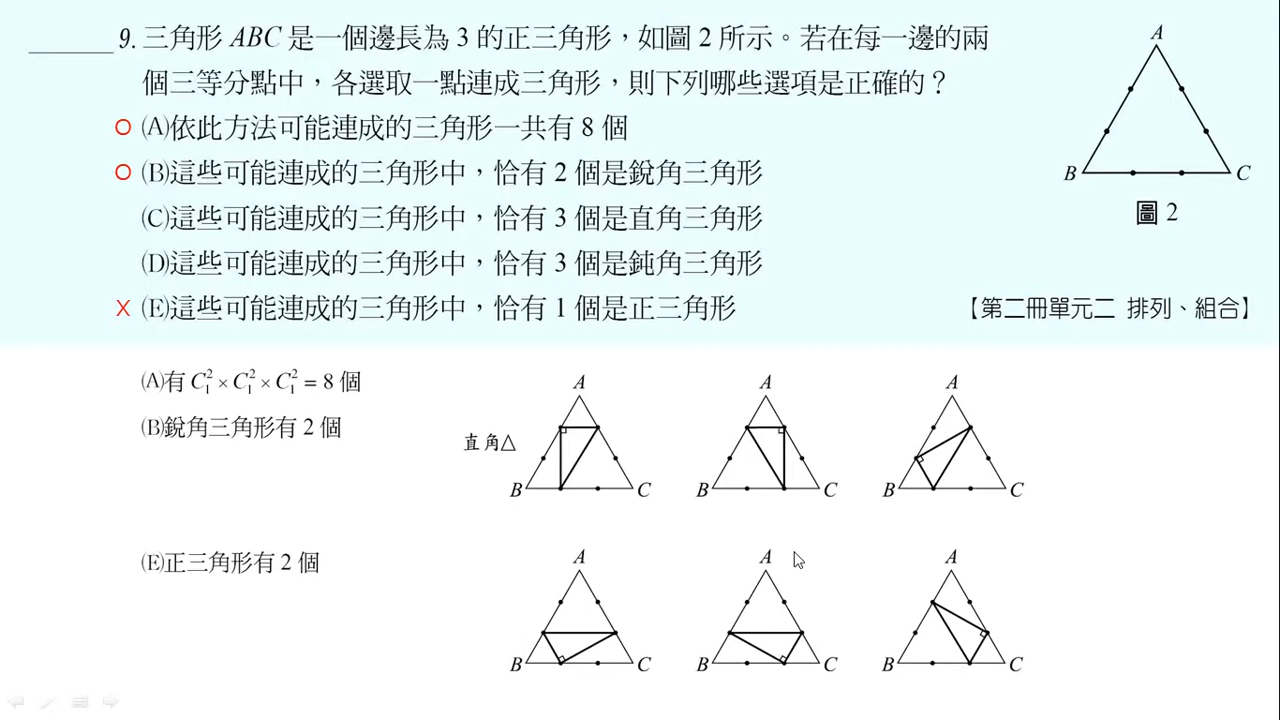 9. 三角形 ABC 是一個邊長為 3 的正三角形，如圖 2 所示。若在每一邊的兩
個三等分點中，各選取一點連成三角形，則下列哪些選項是正確的？
O (A)依此方法可能連成的三角形一共有 8 個
O (B)這些可能連成的三角形中，恰有 2 個是銳角三角形
(C)這些可能連成的三角形中，恰有 3 個是直角三角形
(D)這些可能連成的三角形中，恰有 3 個是鈍角三角形
X (E)這些可能連成的三角形中，恰有 1 個是正三角形
【第二冊單元二 排列、組合】
A
B
C
圖 2
(A)有 C₁² × C₁² × C₁² = 8 個
(B)銳角三角形有 2 個
直角△
A
B
C
A
B
C
A
B
C
(E)正三角形有 2 個
A
B
C
A
B
C
A
B
C